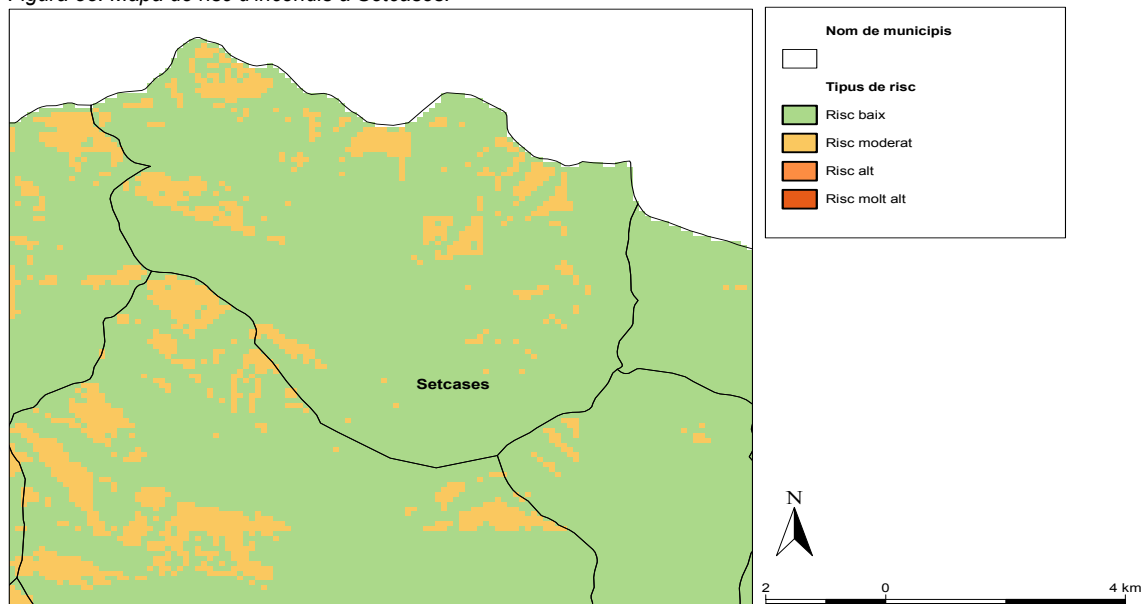 Nom de municipis
Tipus de risc
Risc baix
Risc moderat
Risc alt
Risc molt alt
Setcases
N
2 0 4 km